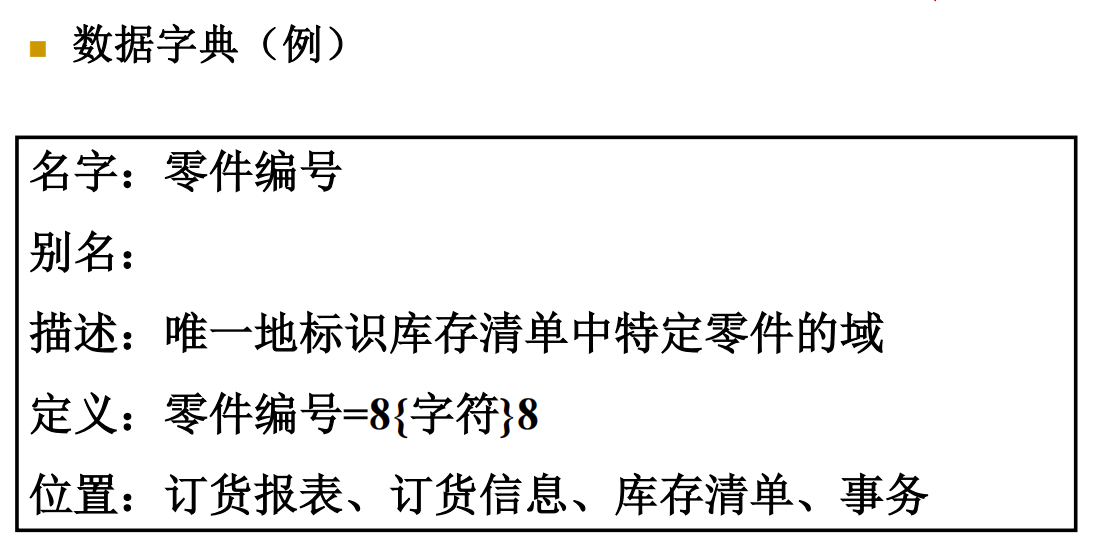 数据字典（例）
名字：零件编号
别名：
描述：唯一地标识库存清单中特定零件的域
定义：零件编号=8{字符}8
位置：订货报表、订货信息、库存清单、事务